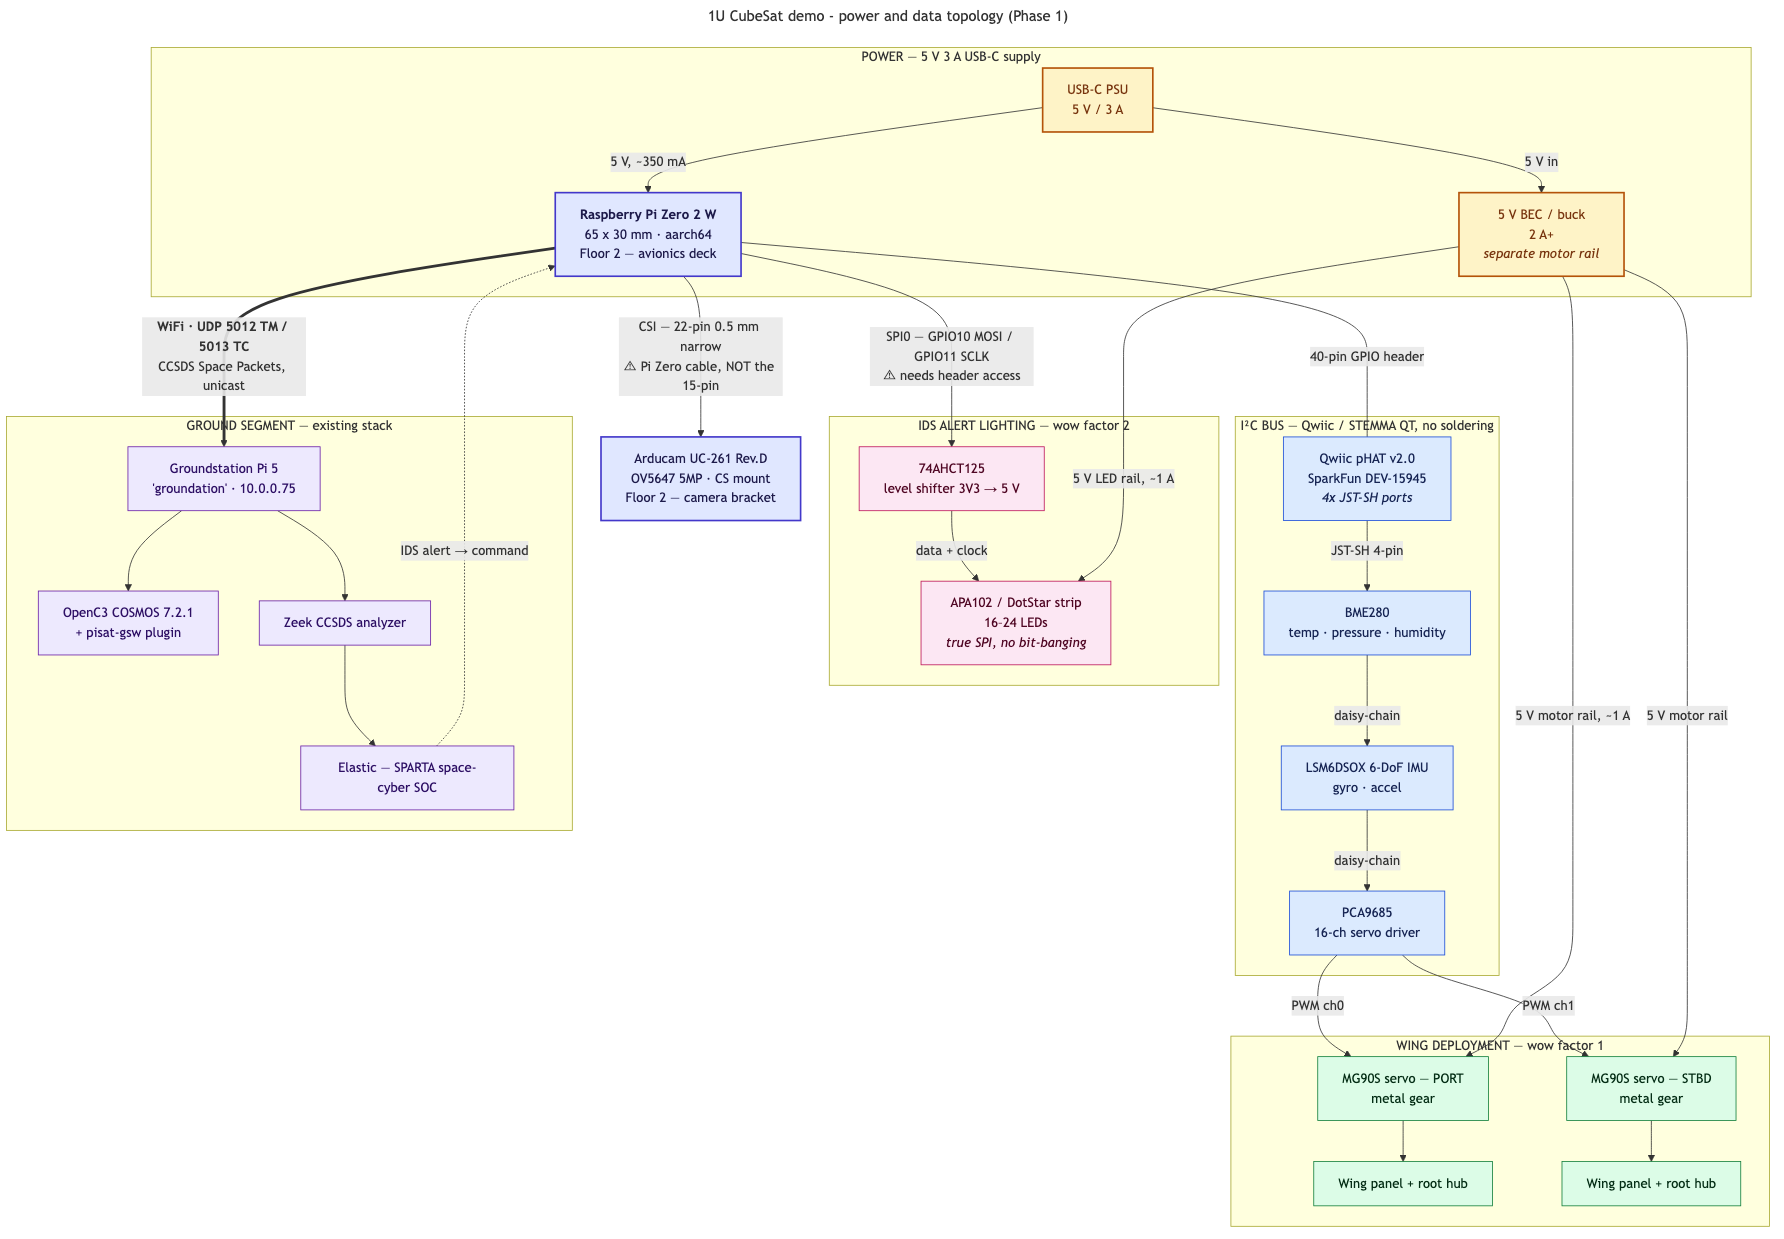 1U CubeSat demo - power and data topology (Phase 1)
POWER — 5 V 3 A USB-C supply
USB-C PSU
5 V / 3 A
5 V, ~350 mA
5 V in
Raspberry Pi Zero 2 W
65 x 30 mm · aarch64
Floor 2 — avionics deck
5 V BEC / buck
2 A+
separate motor rail
WiFi · UDP 5012 TM /
5013 TC
CCSDS Space Packets,
unicast
CSI — 22-pin 0.5 mm
narrow
⚠ Pi Zero cable, NOT the
15-pin
SPI0 — GPIO10 MOSI /
GPIO11 SCLK
⚠ needs header access
40-pin GPIO header
GROUND SEGMENT — existing stack
Groundstation Pi 5
'groundation' · 10.0.0.75
IDS alert → command
OpenC3 COSMOS 7.2.1
+ pisat-gsw plugin
Zeek CCSDS analyzer
Elastic — SPARTA space-
cyber SOC
Arducam UC-261 Rev.D
OV5647 5MP · CS mount
Floor 2 — camera bracket
IDS ALERT LIGHTING — wow factor 2
74AHCT125
level shifter 3V3 → 5 V
5 V LED rail, ~1 A
data + clock
APA102 / DotStar strip
16-24 LEDs
true SPI, no bit-banging
I²C BUS — Qwiic / STEMMA QT, no soldering
Qwiic pHAT v2.0
SparkFun DEV-15945
4x JST-SH ports
JST-SH 4-pin
BME280
temp · pressure · humidity
daisy-chain
LSM6DSOX 6-DoF IMU
gyro · accel
daisy-chain
PCA9685
16-ch servo driver
5 V motor rail, ~1 A
5 V motor rail
PWM ch0
PWM ch1
WING DEPLOYMENT — wow factor 1
MG90S servo — PORT
metal gear
MG90S servo — STBD
metal gear
Wing panel + root hub
Wing panel + root hub